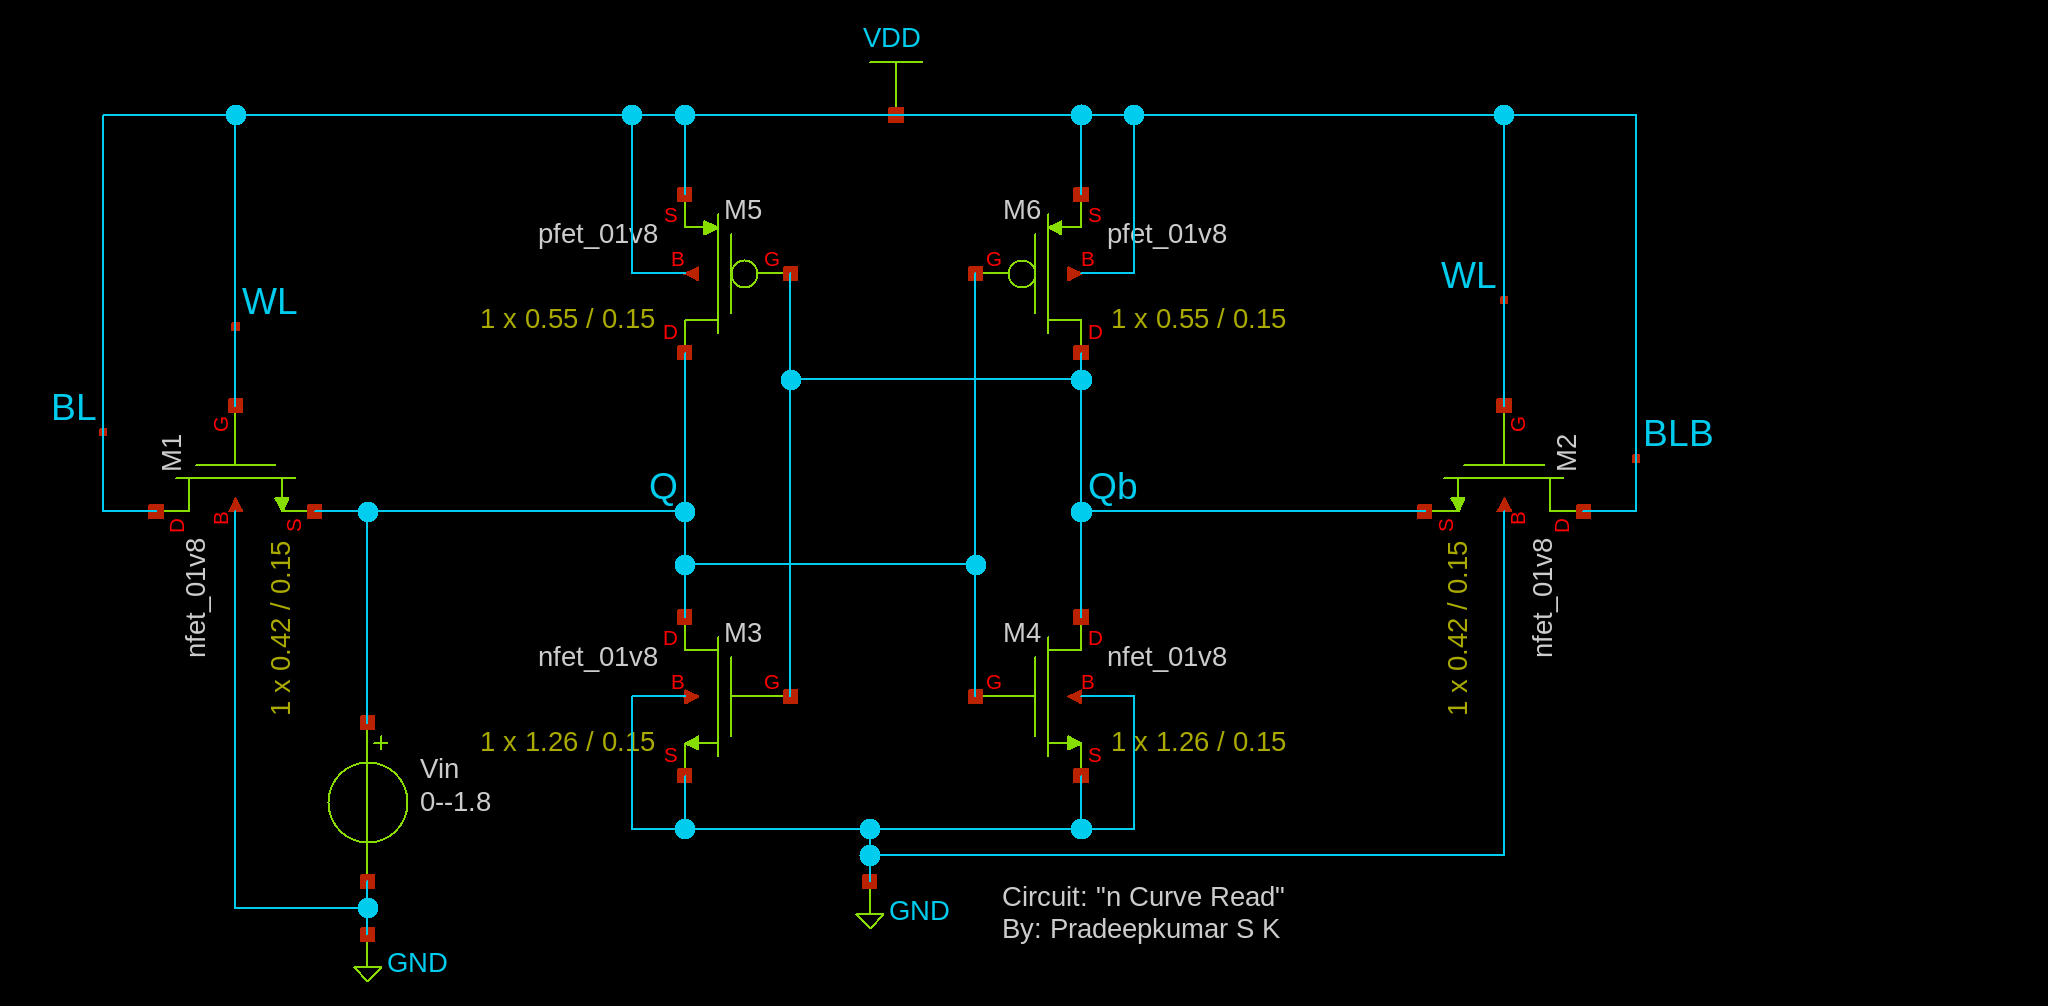 VDD
M5
M6
S
S
pfet_01v8
pfet_01v8
B
G
G
B
WL
WL
1 x 0.55 / 0.15
1 x 0.55 / 0.15
D
D
BL
G
G
BLB
M1
M2
Q
Qb
D
B
S
S
B
D
nfet_01v8
1 x 0.42 / 0.15
1 x 0.42 / 0.15
nfet_01v8
M3
M4
D
D
nfet_01v8
nfet_01v8
B
G
G
B
1 x 1.26 / 0.15
1 x 1.26 / 0.15
S
S
+
Vin
0--1.8
Circuit: "n Curve Read"
By: Pradeepkumar S K
GND
GND